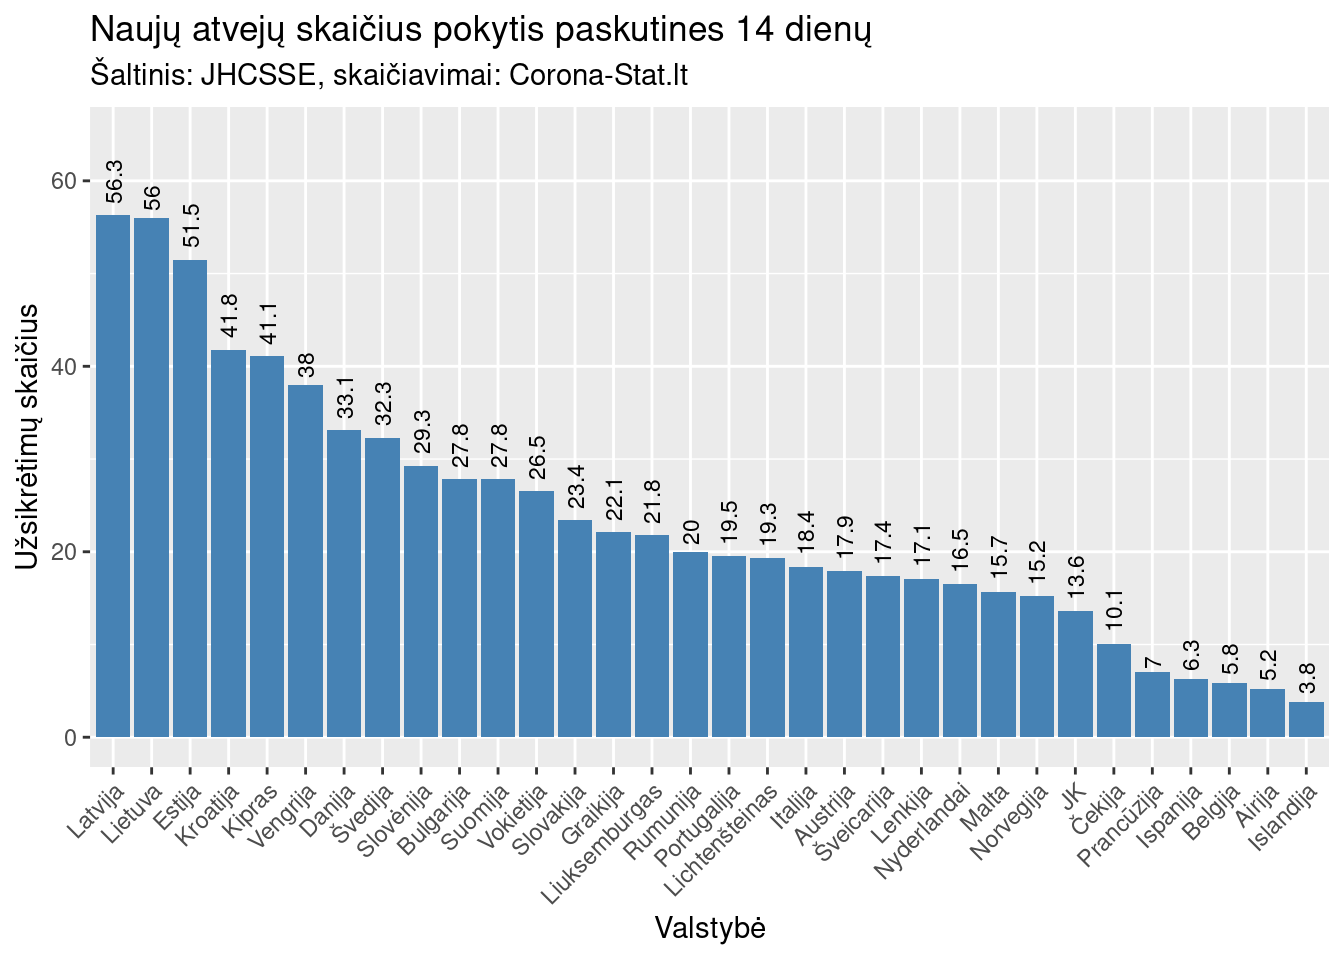 Naujų atvejų skaičius pokytis paskutines 14 dienų
Šaltinis: JHCSSE, skaičiavimai: Corona-Stat.lt
Užsikrėtimų skaičius
60
40
20
0
56.3
56
51.5
41.8
41.1
38
33.1
32.3
29.3
27.8
27.8
26.5
23.4
22.1
21.8
20
19.5
19.3
18.4
17.9
17.4
17.1
16.5
15.7
15.2
13.6
10.1
7
6.3
5.8
5.2
3.8
Latvija
Lietuva
Estija
Kroatija
Kipras
Vengrija
Danija
Švedija
Slovėnija
Bulgarija
Suomija
Vokietija
Slovakija
Graikija
Liuksemburgas
Rumunija
Portugalija
Lichtenšteinas
Italija
Austrija
Šveicarija
Lenkija
Nyderlandai
Malta
Norvegija
JK
Čekija
Prancūzija
Ispanija
Belgija
Airija
Islandija
Valstybė